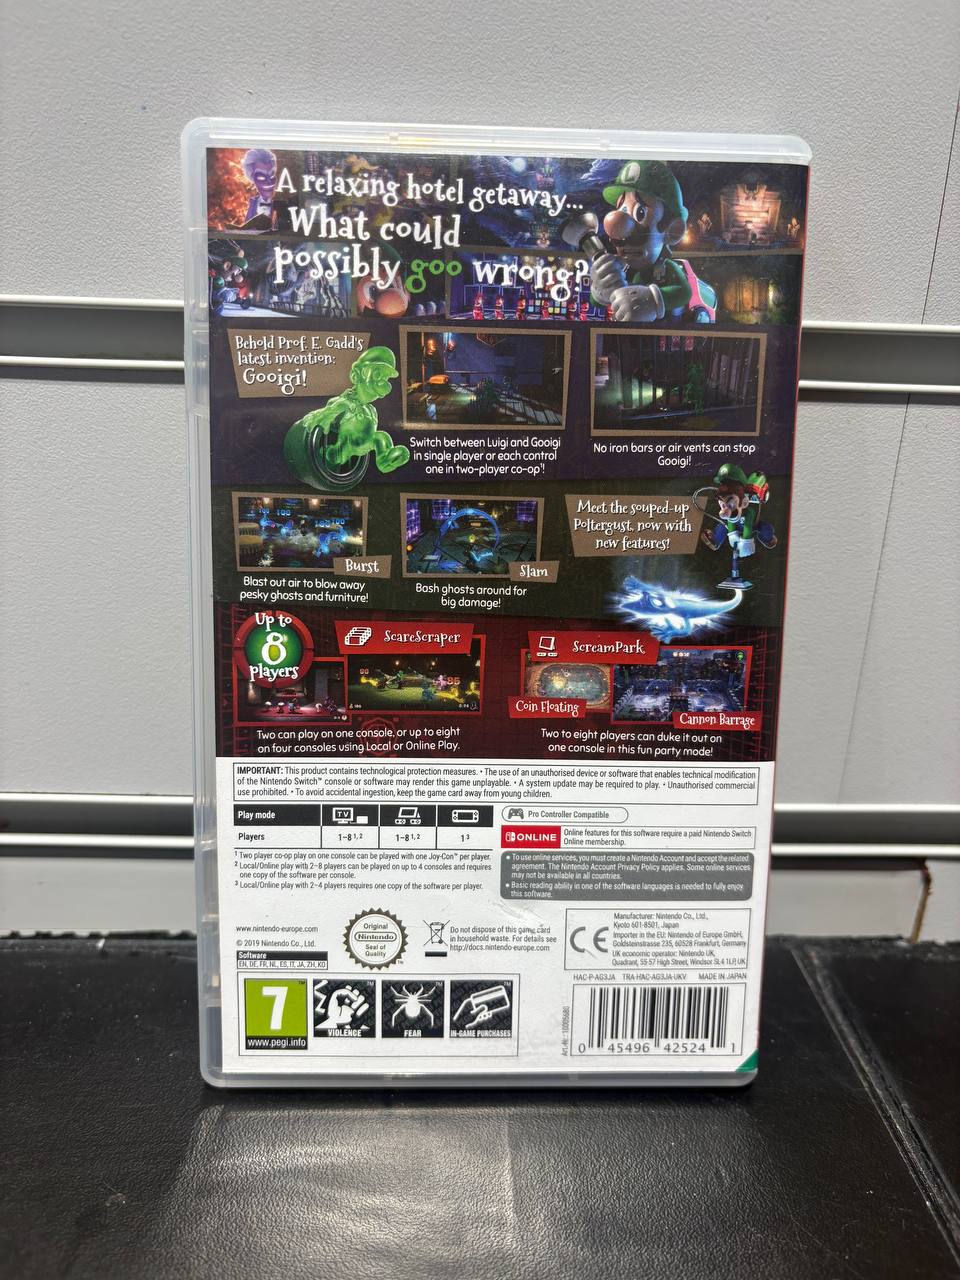 A relaxing hotel getaway...
What could
possibly goo wrong?
Behold Prof. E. Gadd's
latest invention:
Gooigi!
Switch between Luigi and Gooigi
in single player or each control
one in two-player co-op¹!
No iron bars or air vents can stop
Gooigi!
Burst
Blast out air to blow away
pesky ghosts and furniture!
Slam
Bash ghosts around for
big damage!
Meet the souped-up
Poltergust, now with
new features!
Up to
8
players
ScareScraper
Two can play on one console, or up to eight
on four consoles using Local or Online Play.
ScreamPark
Coin Floating
Cannon Barrage
Two to eight players can duke it out on
one console in this fun party mode!
IMPORTANT: This product contains technological protection measures. • The use of an unauthorised device or software that enables technical modification
of the Nintendo Switch™ console or software may render this game unplayable. • A system update may be required to play. • Unauthorised commercial
use prohibited. • To avoid accidental ingestion, keep the game card away from young children.
Play mode TV
Players 1–8¹,² 1–8¹,² 1³
¹ Two player co-op play on one console can be played with one Joy-Con™ per player.
² Local/Online play with 2–8 players can be played on up to 4 consoles and requires
one copy of the software per console.
³ Local/Online play with 2–4 players requires one copy of the software per player.
Pro Controller Compatible
ONLINE
Online features for this software require a paid Nintendo Switch
Online membership.
• To use online services, you must create a Nintendo Account and accept the related
agreement. The Nintendo Account Privacy Policy applies. Some online services
may not be available in all countries.
• Basic reading ability in one of the software languages is needed to fully enjoy
this software.
www.nintendo-europe.com
© 2019 Nintendo Co., Ltd.
Software
EN, DE, FR, NL, ES, IT, JA, ZH, KO
Original
Nintendo
Seal of
Quality
Do not dispose of this game card
in household waste. For details see
http://docs.nintendo-europe.com
CE
Manufacturer: Nintendo Co., Ltd.,
Kyoto 601-8501, Japan
Importer in the EU: Nintendo of Europe GmbH,
Goldsteinstrasse 235, 60528 Frankfurt, Germany
UK economic operator: Nintendo UK,
Quadrant, 55-57 High Street, Windsor SL4 1LP, UK
HAC-P-AG3JA TRA-HAC-AG3JA-UKV MADE IN JAPAN
7
www.pegi.info
VIOLENCE
FEAR
IN-GAME PURCHASES
Art.-Nr.: 10005680
0 45496 42524 1